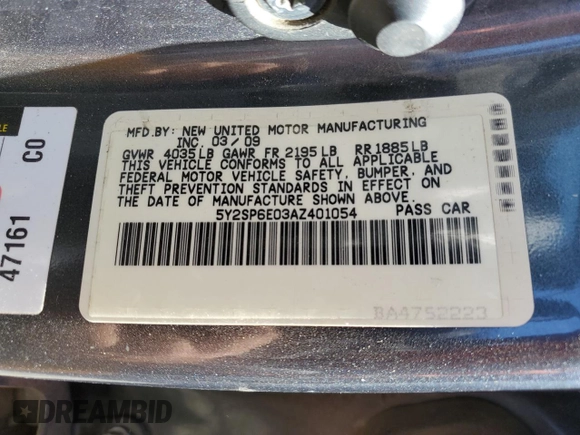 MFD.BY: NEW UNITED MOTOR MANUFACTURING
INC. 03/09
GVWR 4035LB GAWR FR 2195LB RR1885LB
THIS VEHICLE CONFORMS TO ALL APPLICABLE
FEDERAL MOTOR VEHICLE SAFETY, BUMPER, AND
THEFT PREVENTION STANDARDS IN EFFECT ON
THE DATE OF MANUFACTURE SHOWN ABOVE.
5Y2SP6E03AZ401054 PASS CAR
BA4752223
47161 CO
DREAMBID